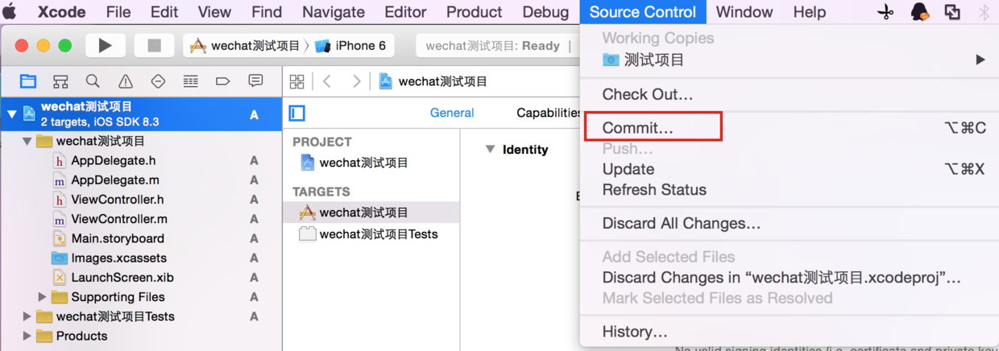 Xcode File Edit View Find Navigate Editor Product Debug Source Control Window Help
wechat测试项目 〉 iPhone 6
wechat测试项目: Ready
wechat测试项目
General Capabilities
wechat测试项目 A
2 targets, iOS SDK 8.3
wechat测试项目
AppDelegate.h A
AppDelegate.m A
ViewController.h A
ViewController.m A
Main.storyboard A
Images.xcassets A
LaunchScreen.xib A
Supporting Files A
wechat测试项目Tests A
Products
PROJECT
wechat测试项目
TARGETS
wechat测试项目
wechat测试项目Tests
Identity
Working Copies
测试项目
Check Out...
Commit... ⌥⌘C
Push...
Update ⌥⌘X
Refresh Status
Discard All Changes...
Add Selected Files
Discard Changes in “wechat测试项目.xcodeproj”...
Mark Selected Files as Resolved
History...
No valid signing identities (i.e. certificate and private key